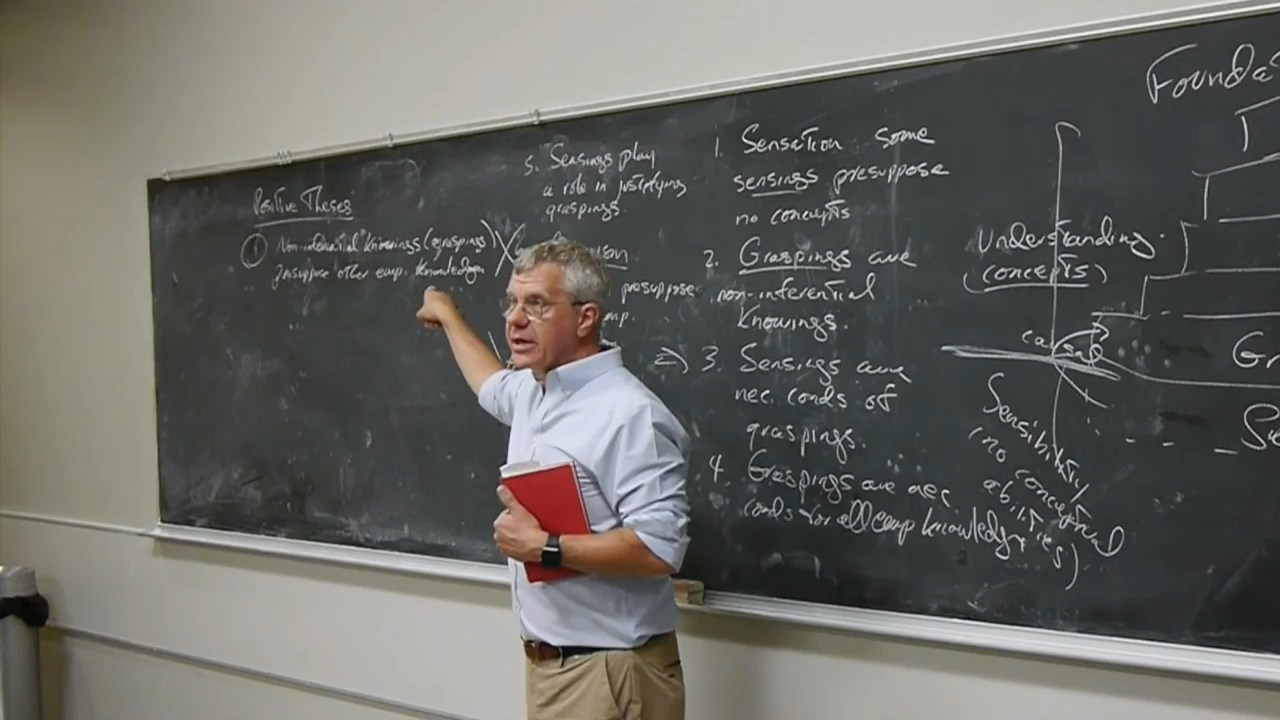 Positive Theses
① Non-inferential Knowings (graspings)
presuppose other emp. Knowledge
5. Sensings play
a role in justifying
graspings.
presuppose
1. Sensation: some
sensings presuppose
no concepts
2. Graspings are
non-inferential
Knowings.
⇒ 3. Sensings are
nec. conds of
graspings.
4. Graspings are nec
conds for all emp knowledge
Understanding.
(concepts)
causal
Sensibility
(no conceptual
abilities)
Founda
Gr
Se